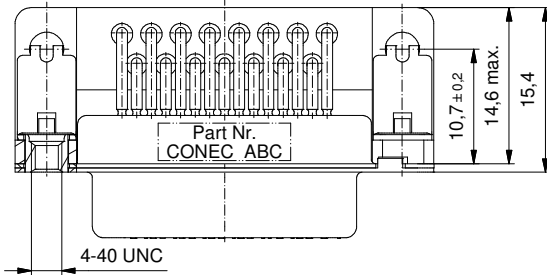 Part Nr.
CONEC ABC
10,7±0,2
14,6 max.
15,4
4-40 UNC